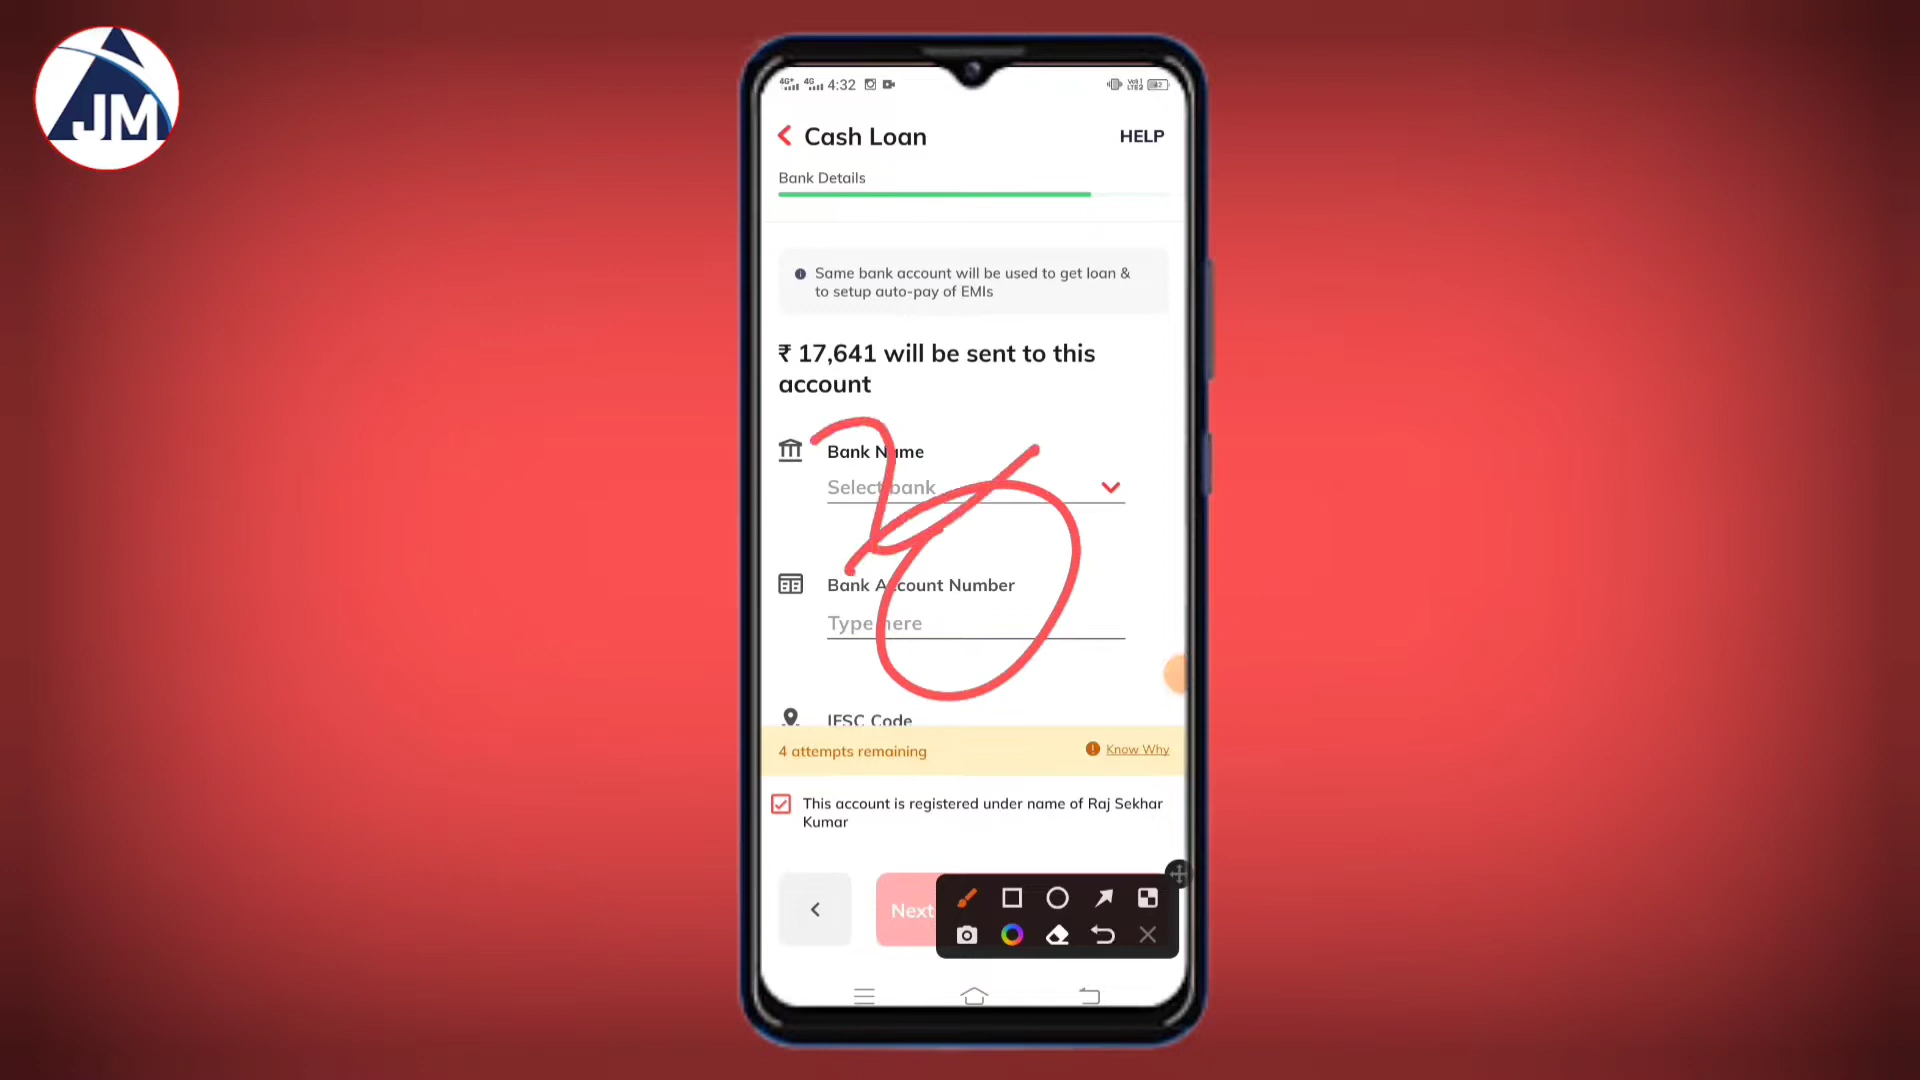 JM
4G+ 4G 4:32
Cash Loan
HELP
Bank Details
Same bank account will be used to get loan &
to setup auto-pay of EMIs
₹ 17,641 will be sent to this
account
Bank Name
Select bank
20
Bank Account Number
Type here
IFSC Code
4 attempts remaining
Know Why
This account is registered under name of Raj Sekhar
Kumar
Next